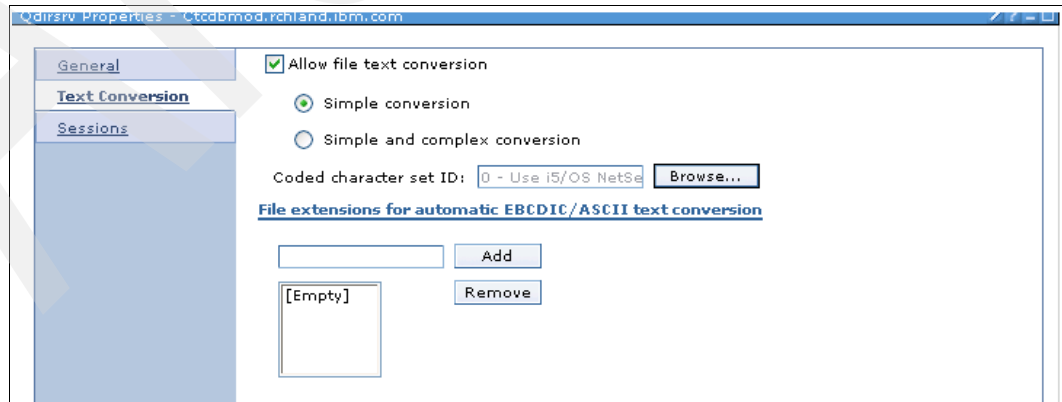 Qdirsrv Properties - Ctcdbmod.rchland.ibm.com
General
Text Conversion
Sessions
Allow file text conversion
Simple conversion
Simple and complex conversion
Coded character set ID: 0 - Use i5/OS NetSe Browse...
File extensions for automatic EBCDIC/ASCII text conversion
Add
[Empty]
Remove